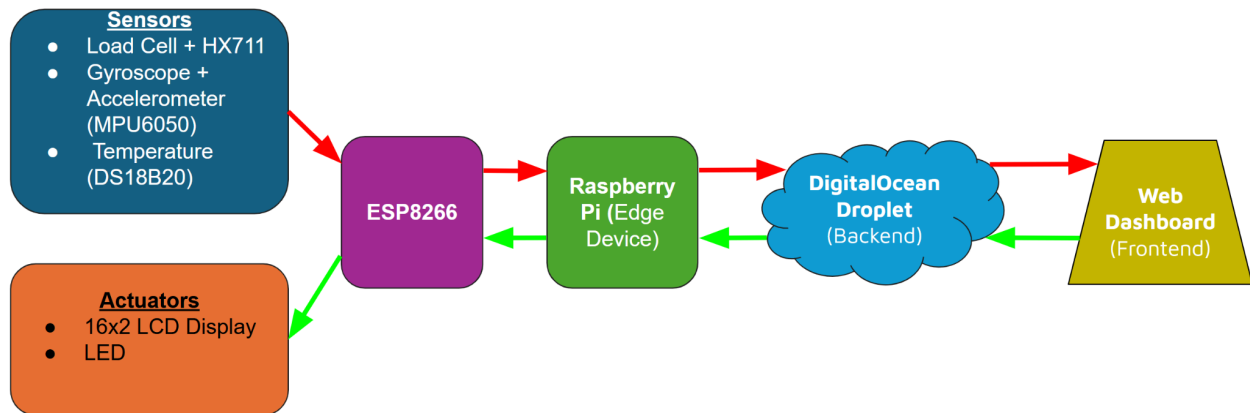 Sensors
● Load Cell + HX711
● Gyroscope +
Accelerometer
(MPU6050)
● Temperature
(DS18B20)
ESP8266
Raspberry
Pi (Edge
Device)
DigitalOcean
Droplet
(Backend)
Web
Dashboard
(Frontend)
Actuators
● 16x2 LCD Display
● LED